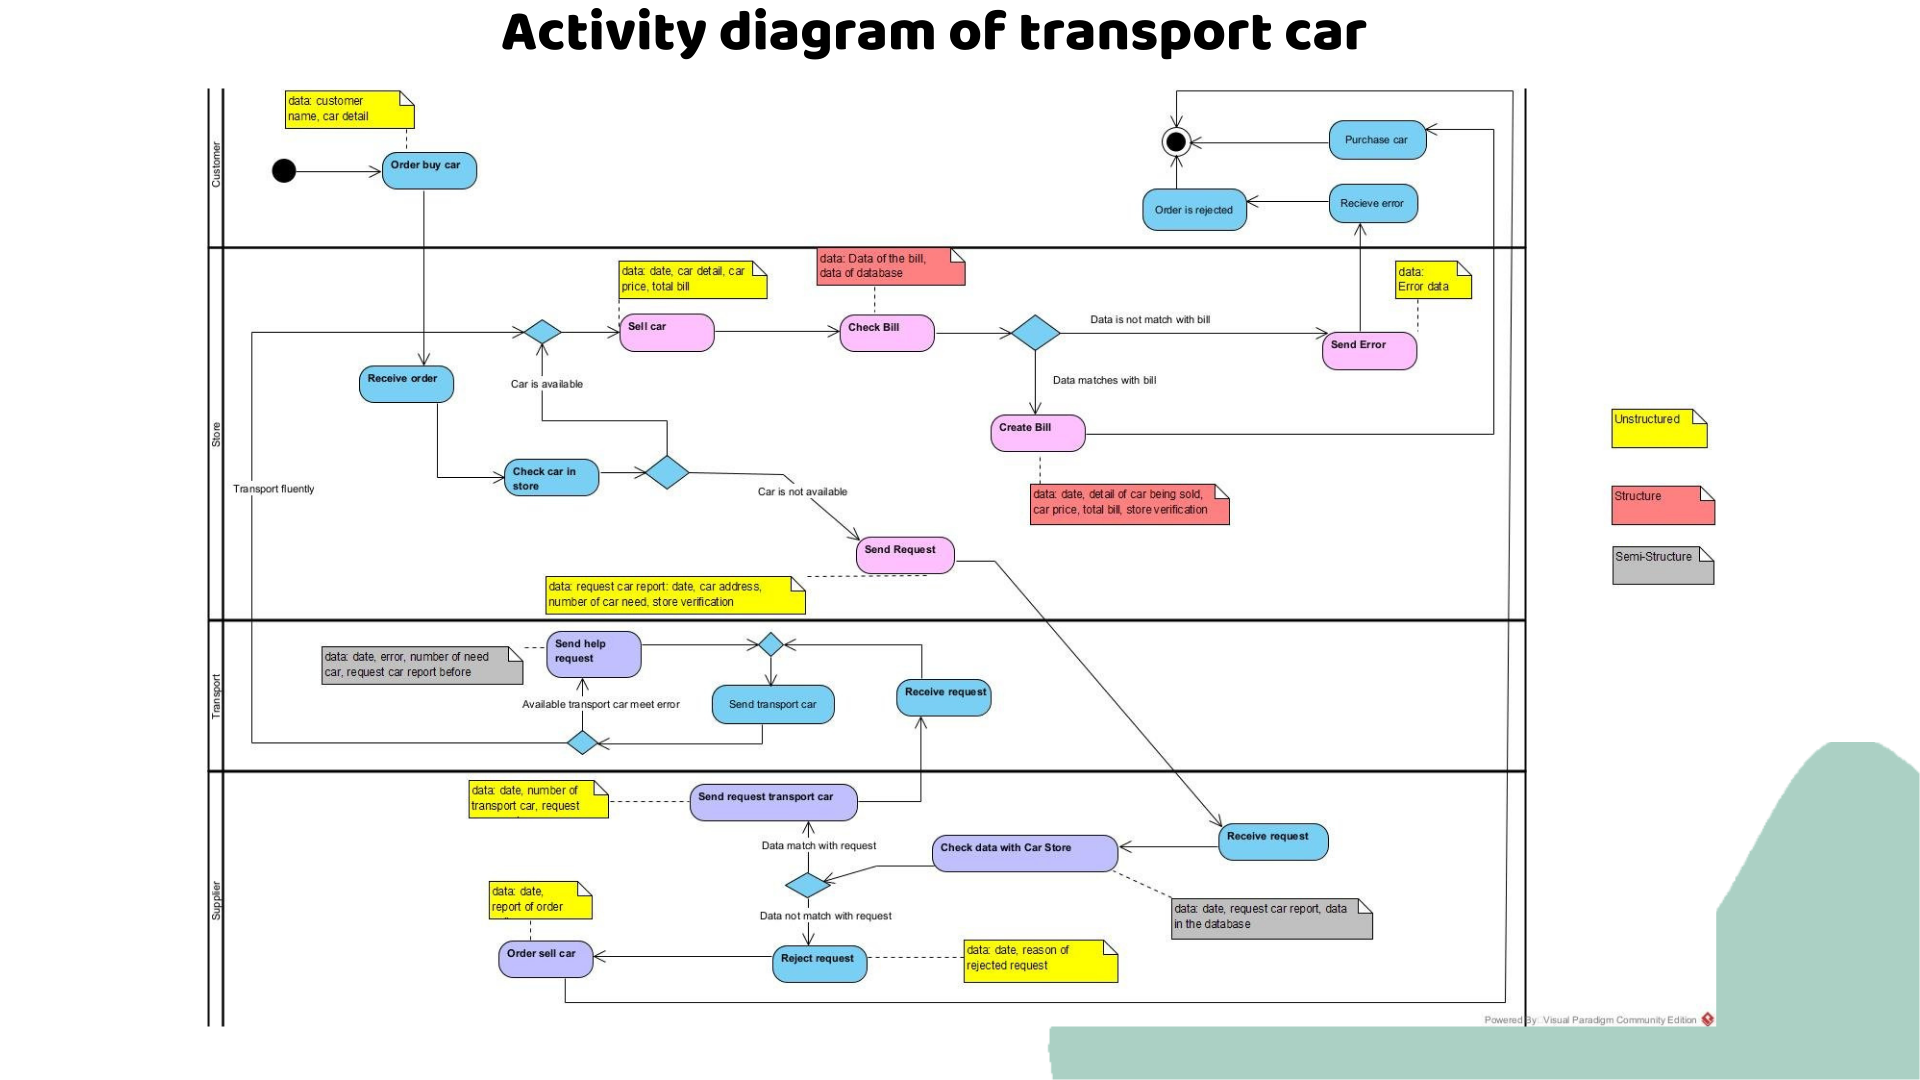 Activity diagram of transport car
Customer
data: customer
name, car detail
Order buy car
Purchase car
Recieve error
Order is rejected
Store
data: date, car detail, car
price, total bill
data: Data of the bill,
data of database
data:
Error data
Sell car
Check Bill
Data is not match with bill
Send Error
Receive order
Car is available
Data matches with bill
Create Bill
Check car in
store
Transport fluently
Car is not available
data: date, detail of car being sold,
car price, total bill, store verification
Send Request
data: request car report: date, car address,
number of car need, store verification
Unstructured
Structure
Semi-Structure
Transport
Send help
request
data: date, error, number of need
car, request car report before
Available transport car meet error
Send transport car
Receive request
Supplier
data: date, number of
transport car, request
Send request transport car
Data match with request
Check data with Car Store
Receive request
data: date,
report of order
Data not match with request
data: date, request car report, data
in the database
Order sell car
Reject request
data: date, reason of
rejected request
Powered By: Visual Paradigm Community Edition